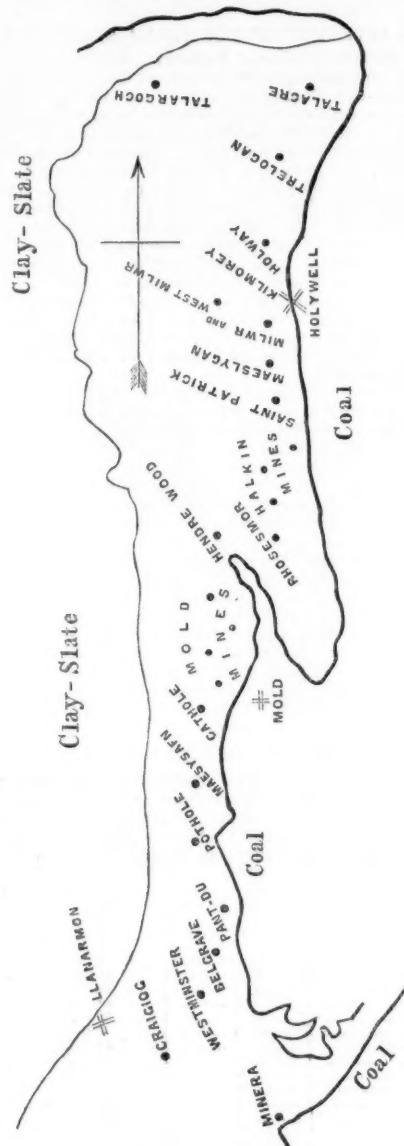 Clay-Slate
TALARGOCH
TALACRE
TRELOGAN
HOLWAY
KILMOREY
HOLYWELL
MILWR AND WEST MILWR
MAESLYGAN
SAINT PATRICK
HALKIN
MINES
RHOSESMOR
Coal
HENDRE WOOD
Clay-Slate
MOLD
MINES
CATHOLE
MOLD
MAESYSAFN
POTHOLE
Coal
PANT-DU
BELGRAVE
WESTMINSTER
LLANARMON
CRAIGIOG
MINERA
Coal